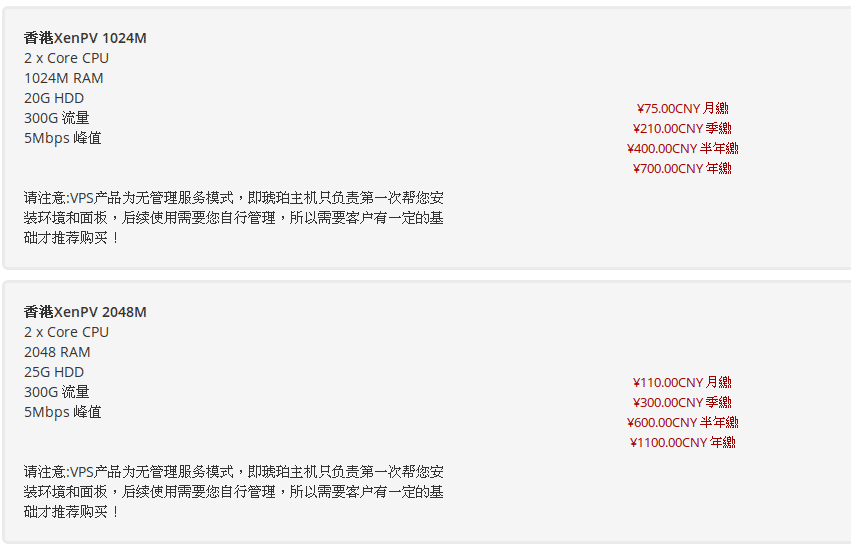 香港XenPV 1024M
2 x Core CPU
1024M RAM
20G HDD
300G 流量
5Mbps 峰值
¥75.00CNY 月繳
¥210.00CNY 季繳
¥400.00CNY 半年繳
¥700.00CNY 年繳
请注意:VPS产品为无管理服务模式，即琥珀主机只负责第一次帮您安
装环境和面板，后续使用需要您自行管理，所以需要客户有一定的基
础才推荐购买！
香港XenPV 2048M
2 x Core CPU
2048 RAM
25G HDD
300G 流量
5Mbps 峰值
¥110.00CNY 月繳
¥300.00CNY 季繳
¥600.00CNY 半年繳
¥1100.00CNY 年繳
请注意:VPS产品为无管理服务模式，即琥珀主机只负责第一次帮您安
装环境和面板，后续使用需要您自行管理，所以需要客户有一定的基
础才推荐购买！